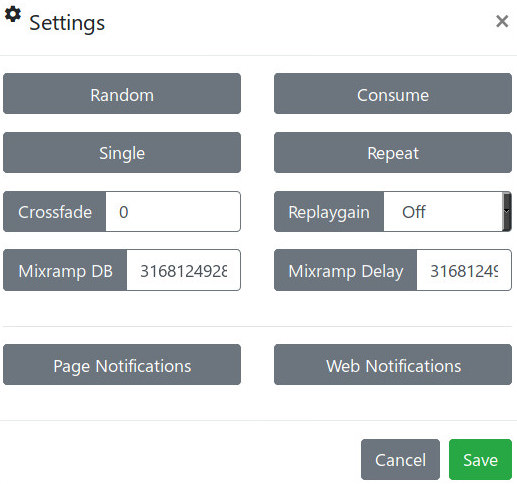 Settings
×
Random Consume
Single Repeat
Crossfade 0 Replaygain Off
Mixramp DB 3168124928 Mixramp Delay 31681249
Page Notifications Web Notifications
Cancel Save